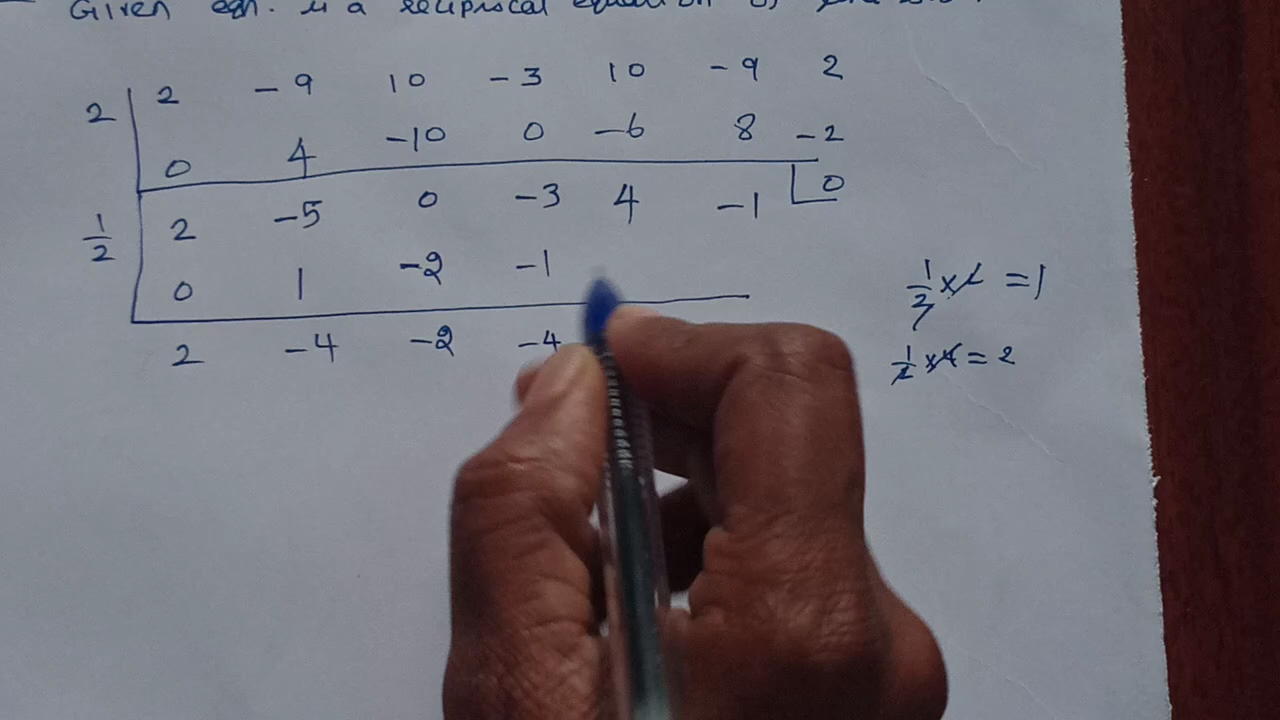 Given eqn. is a reciprocal equation of
2 | 2 -9 10 -3 10 -9 2
0 4 -10 0 -6 8 -2
1/2 | 2 -5 0 -3 4 -1 | 0
0 1 -2 -1
2 -4 -2 -4
1/2 × 2 = 1
1/2 × 4 = 2